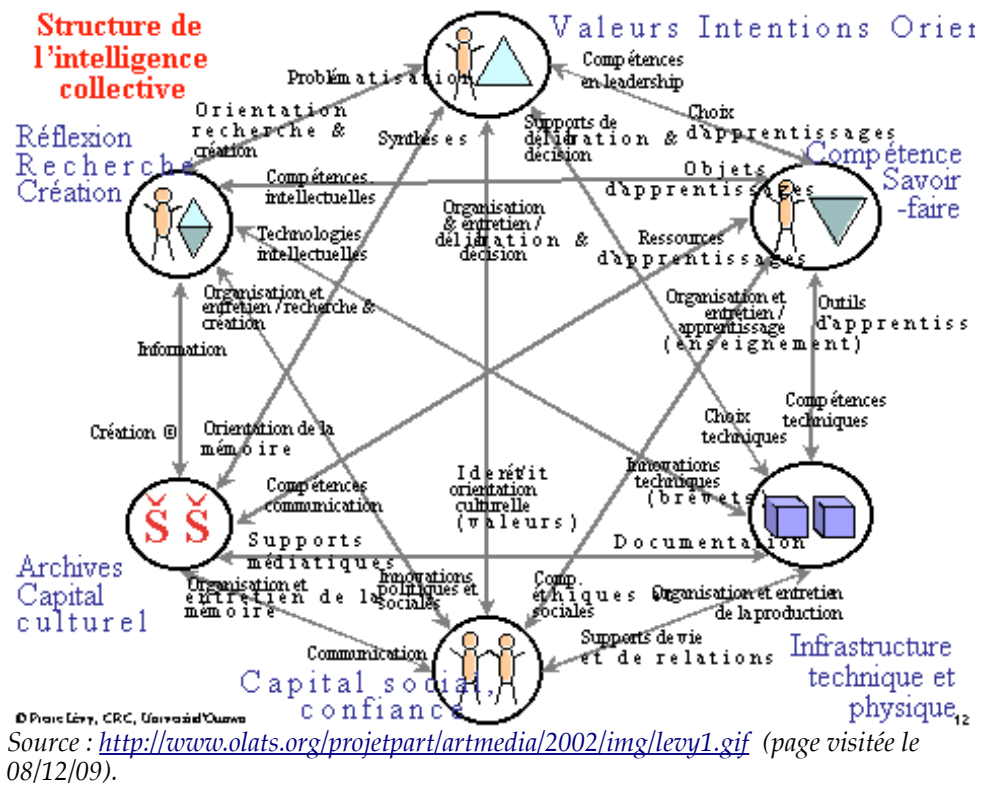 Structure de
l'intelligence
collective
Valeurs Intentions Orien
Problématisation
Compétences
en leadership
Orientation
recherche &
création
Synthèses
Supports de
délibération &
décision
Choix
d'apprentissages
Réflexion
Recherche
Création
Compétence
Savoir
-faire
Compétences
intellectuelles
Objets
d'apprentissages
Technologies
intellectuelles
Organisation
& entretien /
délibération &
décision
Ressources
d'apprentissages
Organisation et
entretien / recherche &
création
Organisation et
entretien /
apprentissage
(enseignement)
Outils
d'apprentiss
Information
Création ©
Orientation de la
mémoire
Choix
techniques
Compétences
techniques
Compétences
communication
orientation
culturelle
(valeurs)
Innovations
techniques
(brevets)
Š Š
Supports
médiatiques
Documentation
Archives
Capital
culturel
Organisation et
entretien de la
mémoire
Innovations
politiques et
sociales
Comp.
éthiques
sociales
Organisation et entretien
de la production
Communication
Supports de vie
et de relations
Capital social,
confiance
Infrastructure
technique et
physique
© Pierre Lévy, CRC, Université d'Ottawa
12
Source : http://www.olats.org/projetpart/artmedia/2002/img/levy1.gif (page visitée le
08/12/09).